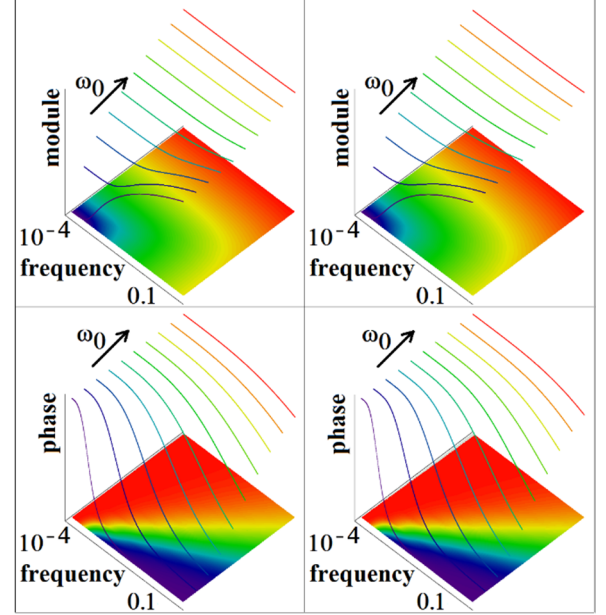 ω0
module
10-4
frequency
0.1
ω0
module
10-4
frequency
0.1
ω0
phase
10-4
frequency
0.1
ω0
phase
10-4
frequency
0.1